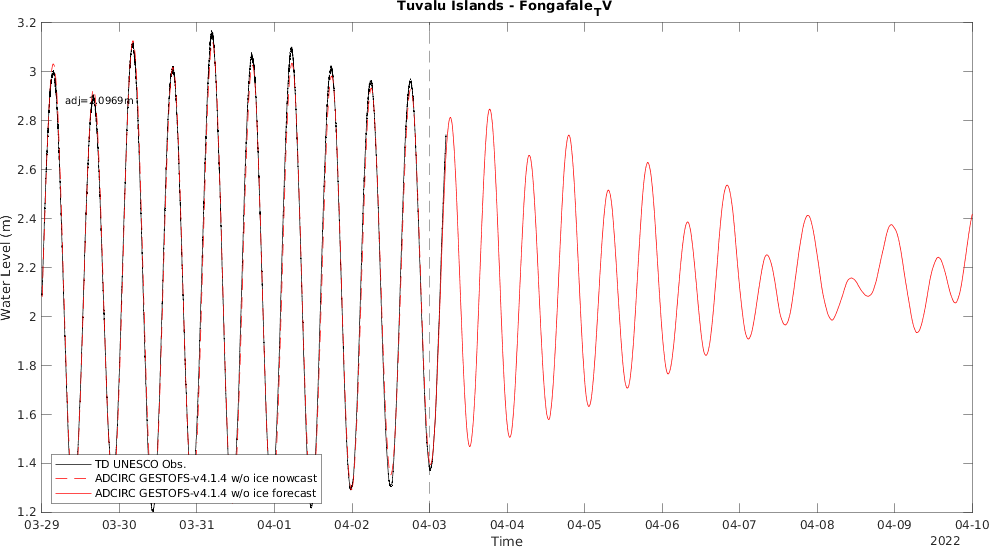 Tuvalu Islands - Fongafale_TV
3.2
3
2.8
2.6
2.4
2.2
2
1.8
1.6
1.4
1.2
Water Level (m)
adj=2.0969m
TD UNESCO Obs.
ADCIRC GESTOFS-v4.1.4 w/o ice nowcast
ADCIRC GESTOFS-v4.1.4 w/o ice forecast
03-29 03-30 03-31 04-01 04-02 04-03 04-04 04-05 04-06 04-07 04-08 04-09 04-10
Time
2022